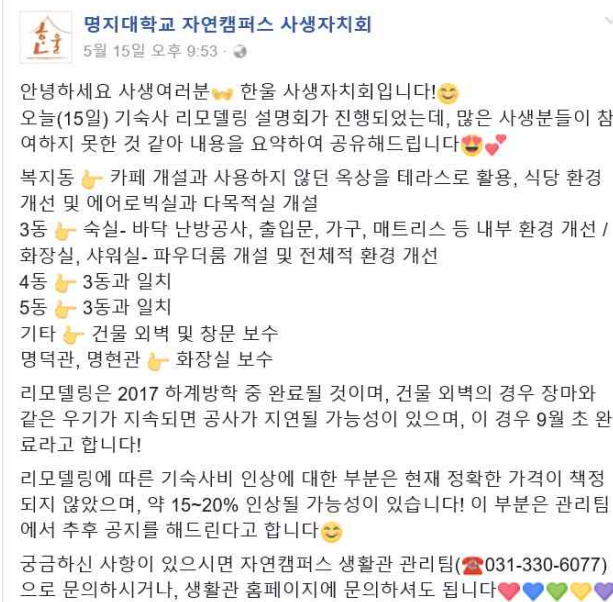 한울
명지대학교 자연캠퍼스 사생자치회
5월 15일 오후 9:53 ·
안녕하세요 사생여러분👐 한울 사생자치회입니다!😊
오늘(15일) 기숙사 리모델링 설명회가 진행되었는데, 많은 사생분들이 참
여하지 못한 것 같아 내용을 요약하여 공유해드립니다😍💕
복지동 👉 카페 개설과 사용하지 않던 옥상을 테라스로 활용, 식당 환경
개선 및 에어로빅실과 다목적실 개설
3동 👉 숙실- 바닥 난방공사, 출입문, 가구, 매트리스 등 내부 환경 개선 /
화장실, 샤워실- 파우더룸 개설 및 전체적 환경 개선
4동 👉 3동과 일치
5동 👉 3동과 일치
기타 👉 건물 외벽 및 창문 보수
명덕관, 명현관 👉 화장실 보수
리모델링은 2017 하계방학 중 완료될 것이며, 건물 외벽의 경우 장마와
같은 우기가 지속되면 공사가 지연될 가능성이 있으며, 이 경우 9월 초 완
료라고 합니다!
리모델링에 따른 기숙사비 인상에 대한 부분은 현재 정확한 가격이 책정
되지 않았으며, 약 15~20% 인상될 가능성이 있습니다! 이 부분은 관리팀
에서 추후 공지를 해드린다고 합니다😊
궁금하신 사항이 있으시면 자연캠퍼스 생활관 관리팀(☎031-330-6077)
으로 문의하시거나, 생활관 홈페이지에 문의하셔도 됩니다💗💙💚💛💜